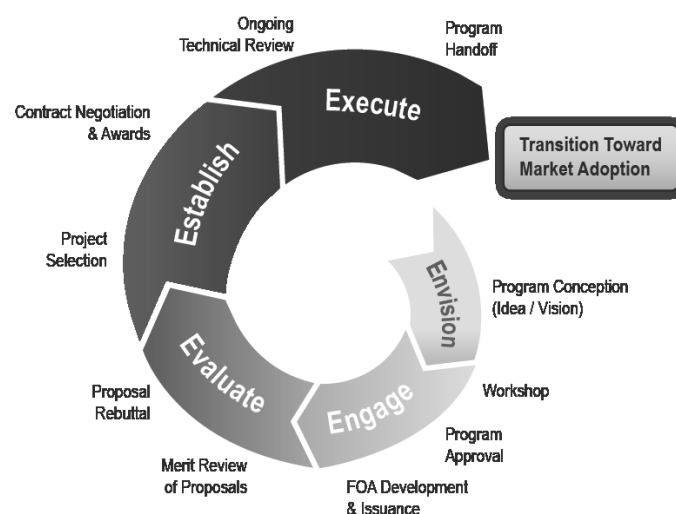 Ongoing
Technical Review
Program
Handoff
Execute
Contract Negotiation
& Awards
Transition Toward
Market Adoption
Establish
Project
Selection
Envision
Program Conception
(Idea / Vision)
Evaluate
Engage
Proposal
Rebuttal
Workshop
Program
Approval
Merit Review
of Proposals
FOA Development
& Issuance